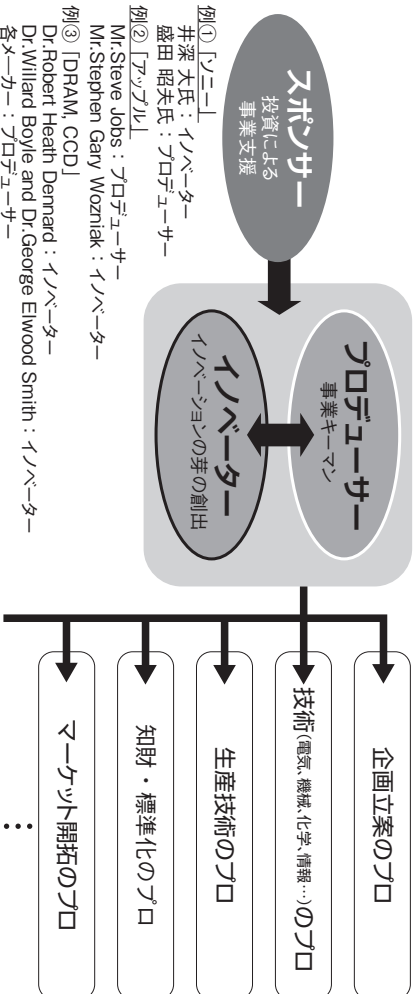 スポンサー
投資による
事業支援
プロデューサー
事業キーマン
イノベーター
イノベーションの芽の創出
企画立案のプロ
技術(電気、機械、化学、情報…)のプロ
生産技術のプロ
知財・標準化のプロ
マーケット開拓のプロ
…
例①「ソニー」
井深 大氏：イノベーター
盛田 昭夫氏：プロデューサー
例②「アップル」
Mr.Steve Jobs：プロデューサー
Mr.Stephen Gary Wozniak：イノベーター
例③「DRAM, CCD」
Dr.Robert Heath Dennard：イノベーター
Dr.Willard Boyle and Dr.George Elwood Smith：イノベーター
各メーカー：プロデューサー